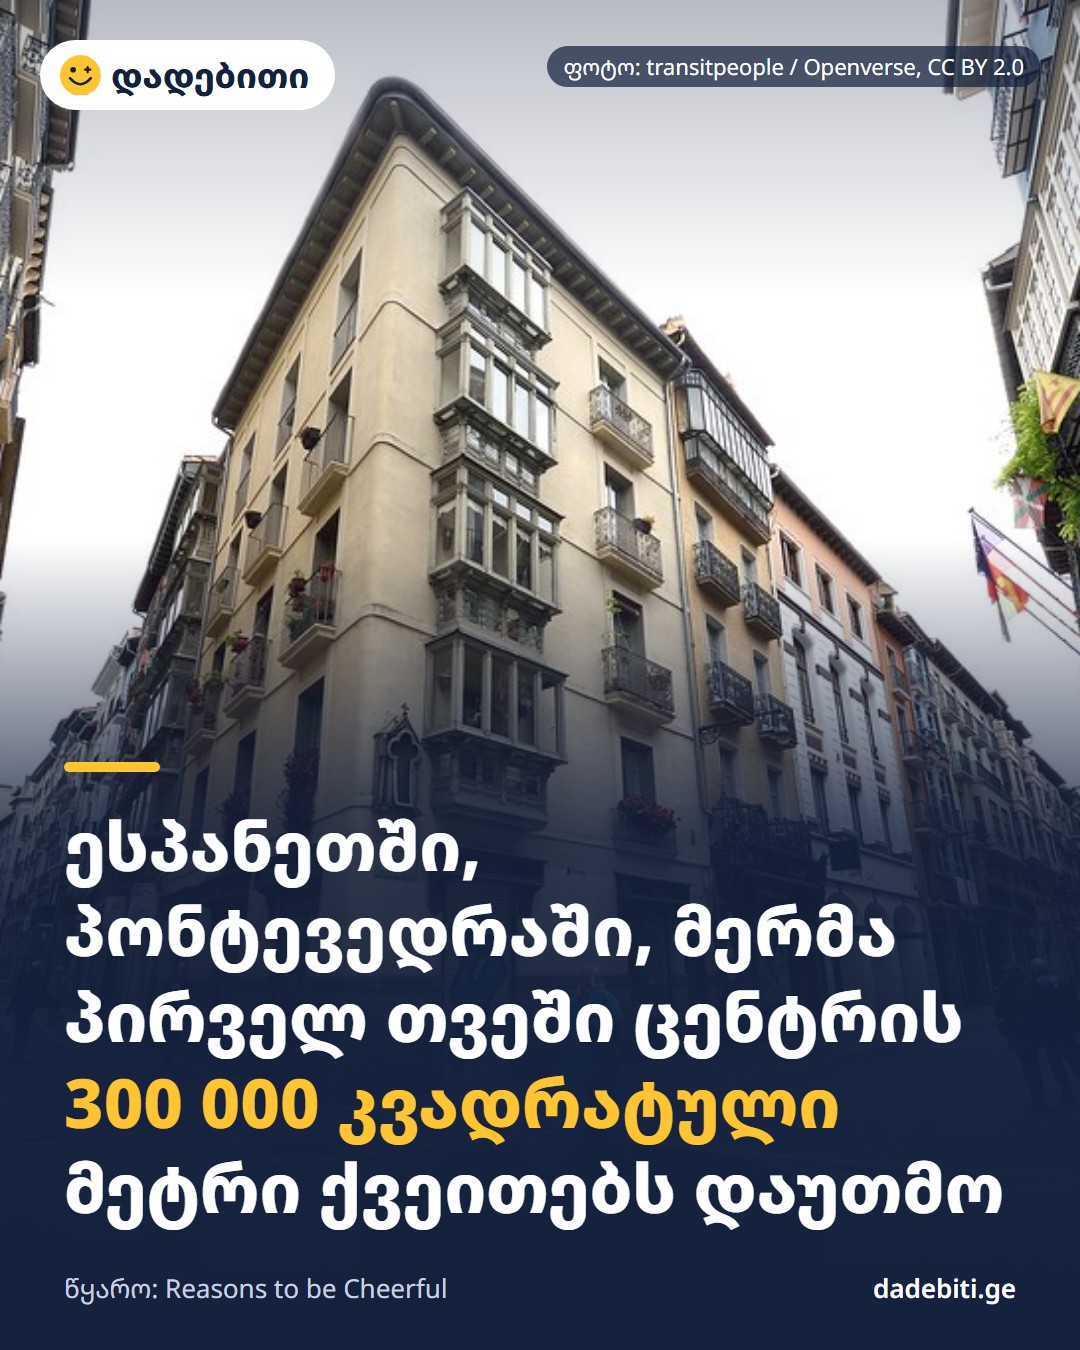 დადებითი
ფოტო: transitpeople / Openverse, CC BY 2.0
ესპანეთში,
პონტევედრაში, მერმა
პირველ თვეში ცენტრის
300 000 კვადრატული
მეტრი ქვეითებს დაუთმო
წყარო: Reasons to be Cheerful
dadebiti.ge